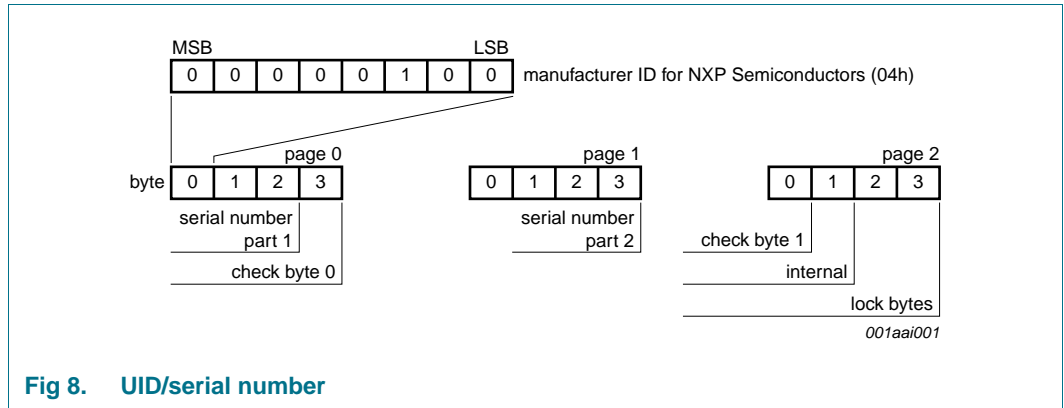 MSB LSB
0 0 0 0 0 1 0 0 manufacturer ID for NXP Semiconductors (04h)
page 0 page 1 page 2
byte 0 1 2 3 0 1 2 3 0 1 2 3
serial number serial number
part 1 part 2 check byte 1
check byte 0 internal
lock bytes
001aai001
Fig 8. UID/serial number